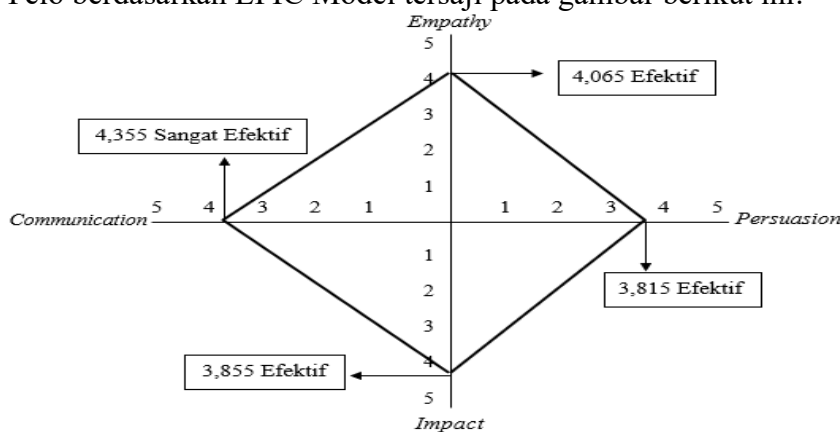 Pelo berdasarkan EPIC Model tersaji pada gambar berikut ini.
Empathy
5
4
4,065 Efektif
3
4,355 Sangat Efektif
2
1
Communication 5 4 3 2 1 1 2 3 4 5 Persuasion
1
2
3,815 Efektif
3
4
3,855 Efektif
5
Impact